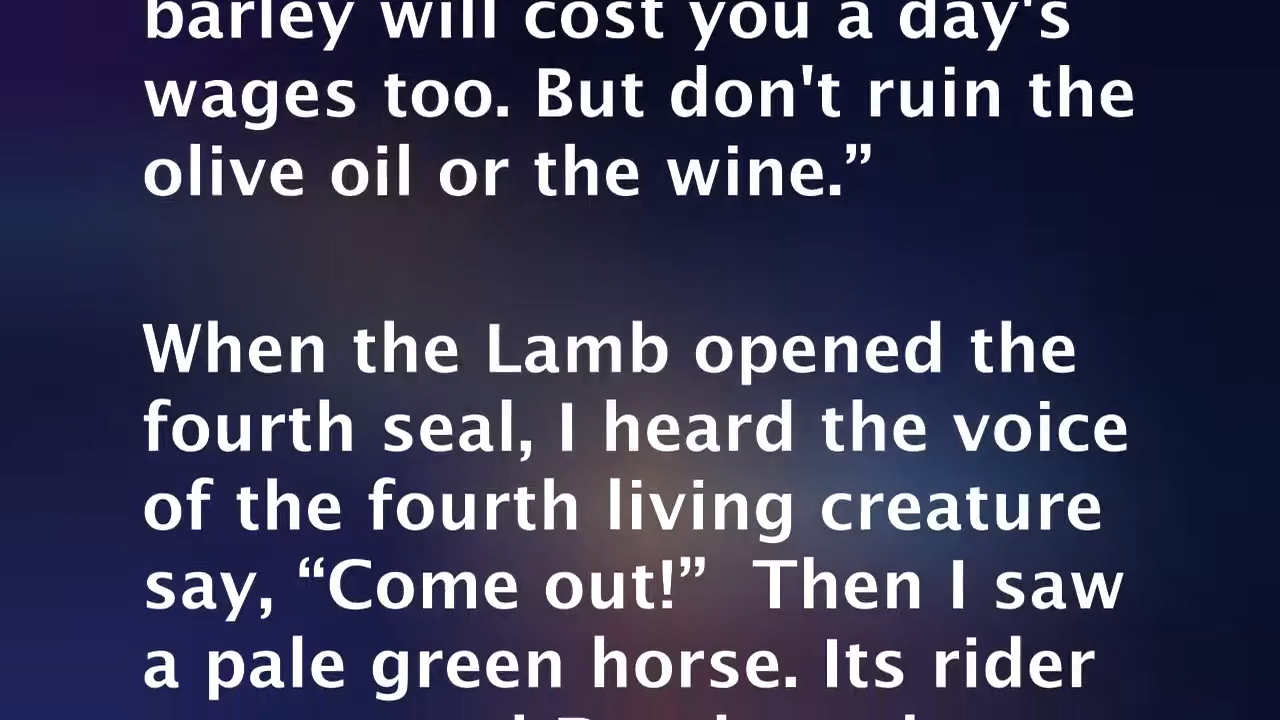 barley will cost you a day's
wages too. But don't ruin the
olive oil or the wine.”
When the Lamb opened the
fourth seal, I heard the voice
of the fourth living creature
say, “Come out!”  Then I saw
a pale green horse. Its rider